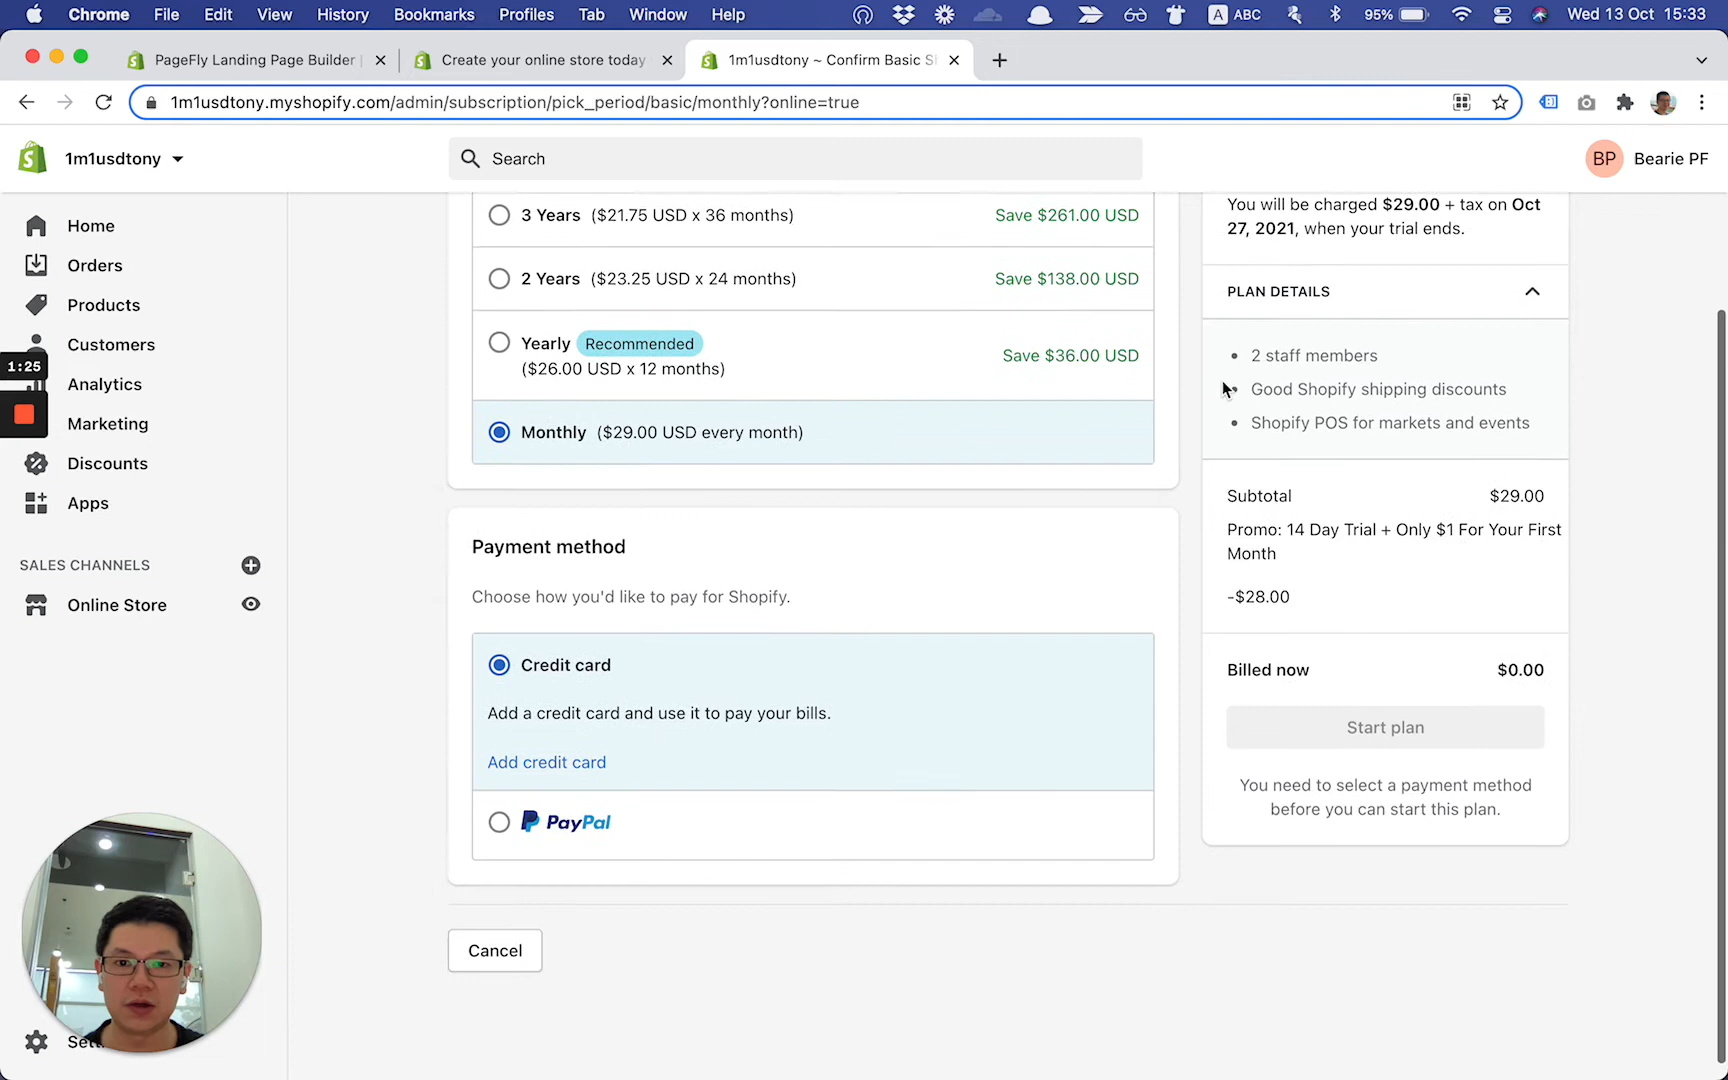 Chrome File Edit View History Bookmarks Profiles Tab Window Help A ABC 95% Wed 13 Oct 15:33
PageFly Landing Page Builder Create your online store today 1m1usdtony ~ Confirm Basic S
1m1usdtony.myshopify.com/admin/subscription/pick_period/basic/monthly?online=true
1m1usdtony Search BP Bearie PF
Home
Orders
Products
Customers
1:25
Analytics
Marketing
Discounts
Apps
SALES CHANNELS
Online Store
3 Years ($21.75 USD x 36 months) Save $261.00 USD
2 Years ($23.25 USD x 24 months) Save $138.00 USD
Yearly Recommended
($26.00 USD x 12 months) Save $36.00 USD
Monthly ($29.00 USD every month)
Payment method
Choose how you'd like to pay for Shopify.
Credit card
Add a credit card and use it to pay your bills.
Add credit card
PayPal
Cancel
You will be charged $29.00 + tax on Oct
27, 2021, when your trial ends.
PLAN DETAILS
• 2 staff members
• Good Shopify shipping discounts
• Shopify POS for markets and events
Subtotal $29.00
Promo: 14 Day Trial + Only $1 For Your First
Month
-$28.00
Billed now $0.00
Start plan
You need to select a payment method
before you can start this plan.